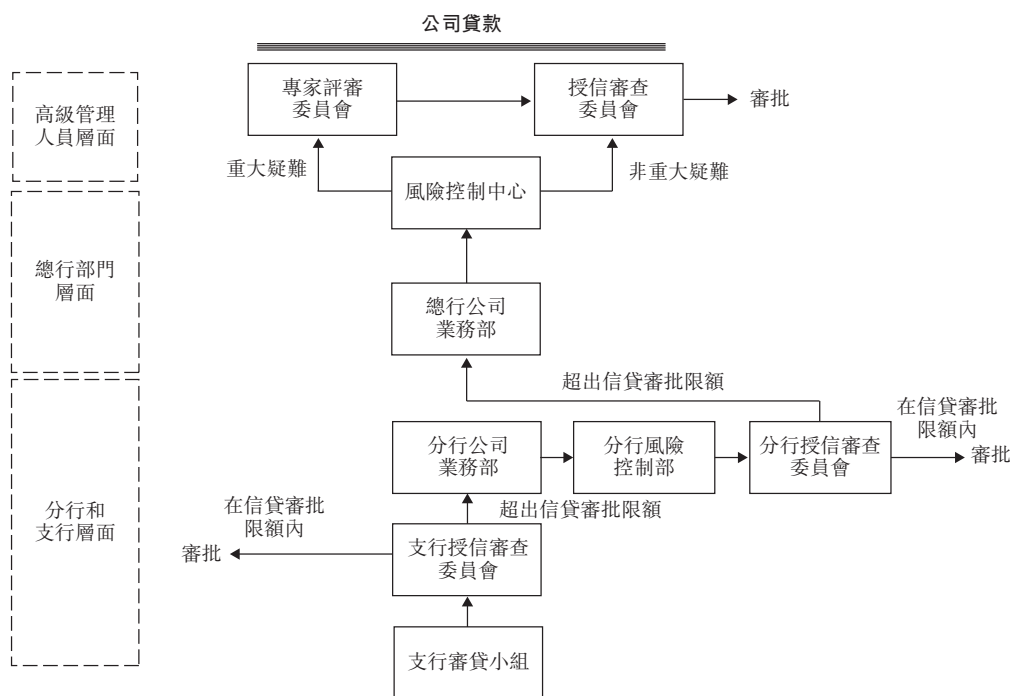 公司貸款
專家評審
委員會
授信審查
委員會
審批
高級管理
人員層面
重大疑難
非重大疑難
風險控制中心
總行部門
層面
總行公司
業務部
超出信貸審批限額
在信貸審批
限額內
審批
分行公司
業務部
分行風險
控制部
分行授信審查
委員會
分行和
支行層面
在信貸審批
限額內
審批
超出信貸審批限額
支行授信審查
委員會
支行審貸小組